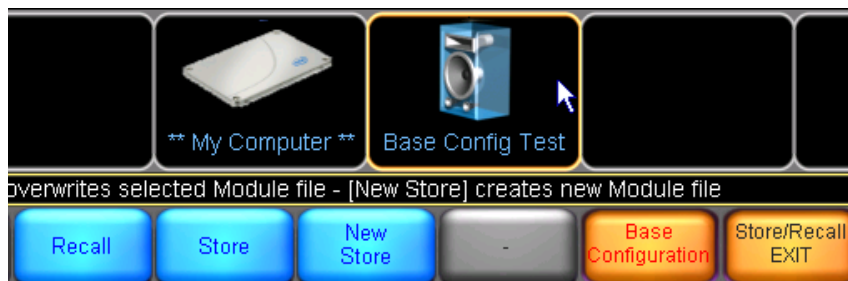 ** My Computer **
Base Config Test
overwrites selected Module file - [New Store] creates new Module file
Recall
Store
New
Store
-
Base
Configuration
Store/Recall
EXIT